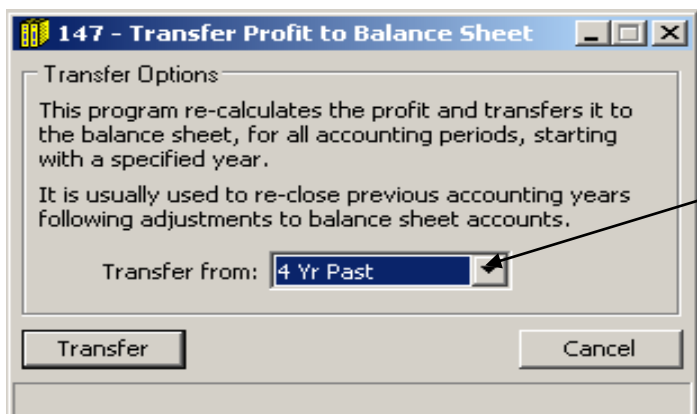 147 - Transfer Profit to Balance Sheet
Transfer Options
This program re-calculates the profit and transfers it to
the balance sheet, for all accounting periods, starting
with a specified year.
It is usually used to re-close previous accounting years
following adjustments to balance sheet accounts.
Transfer from: 4 Yr Past
Transfer Cancel